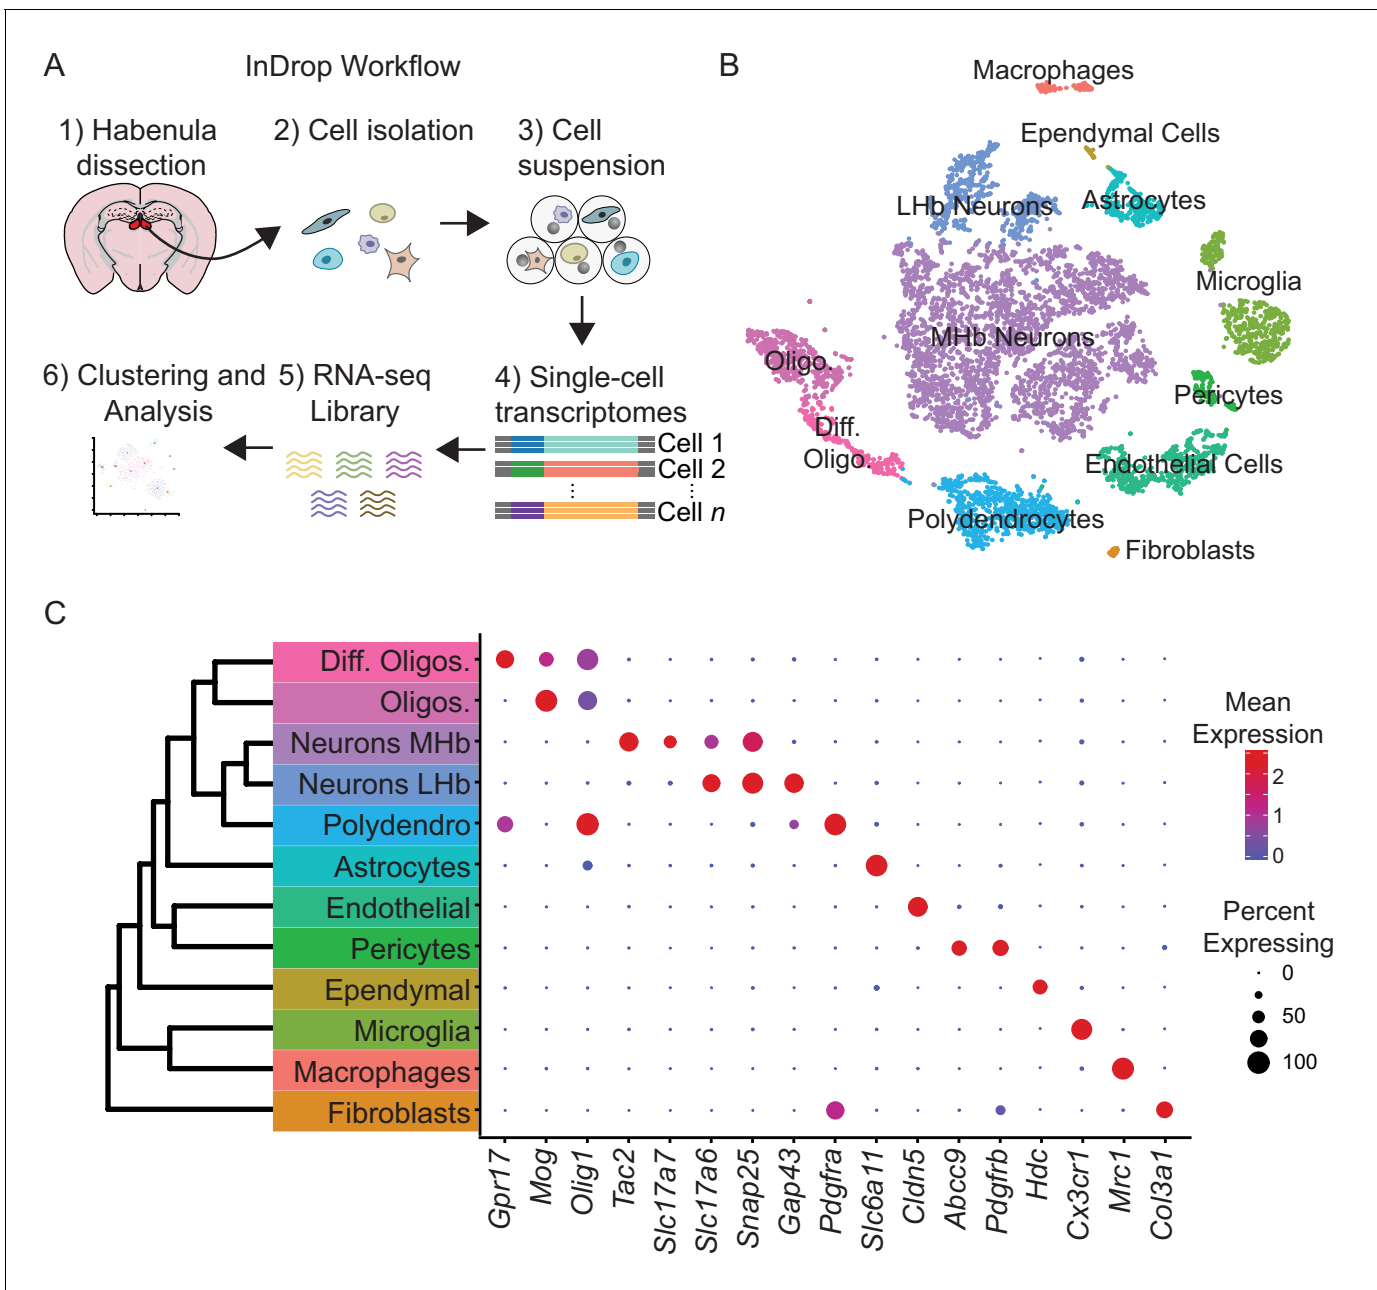 A
InDrop Workflow
1) Habenula
dissection
2) Cell isolation
3) Cell
suspension
6) Clustering and
Analysis
5) RNA-seq
Library
4) Single-cell
transcriptomes
Cell 1
Cell 2
Cell n
B
Macrophages
Ependymal Cells
LHb Neurons
Astrocytes
Microglia
MHb Neurons
Oligo.
Pericytes
Diff.
Oligo.
Endothelial Cells
Polydendrocytes
Fibroblasts
C
Diff. Oligos.
Oligos.
Neurons MHb
Neurons LHb
Polydendro
Astrocytes
Endothelial
Pericytes
Ependymal
Microglia
Macrophages
Fibroblasts
Gpr17
Mog
Olig1
Tac2
Slc17a7
Slc17a6
Snap25
Gap43
Pdgfra
Slc6a11
Cldn5
Abcc9
Pdgfrb
Hdc
Cx3cr1
Mrc1
Col3a1
Mean
Expression
2
1
0
Percent
Expressing
0
50
100